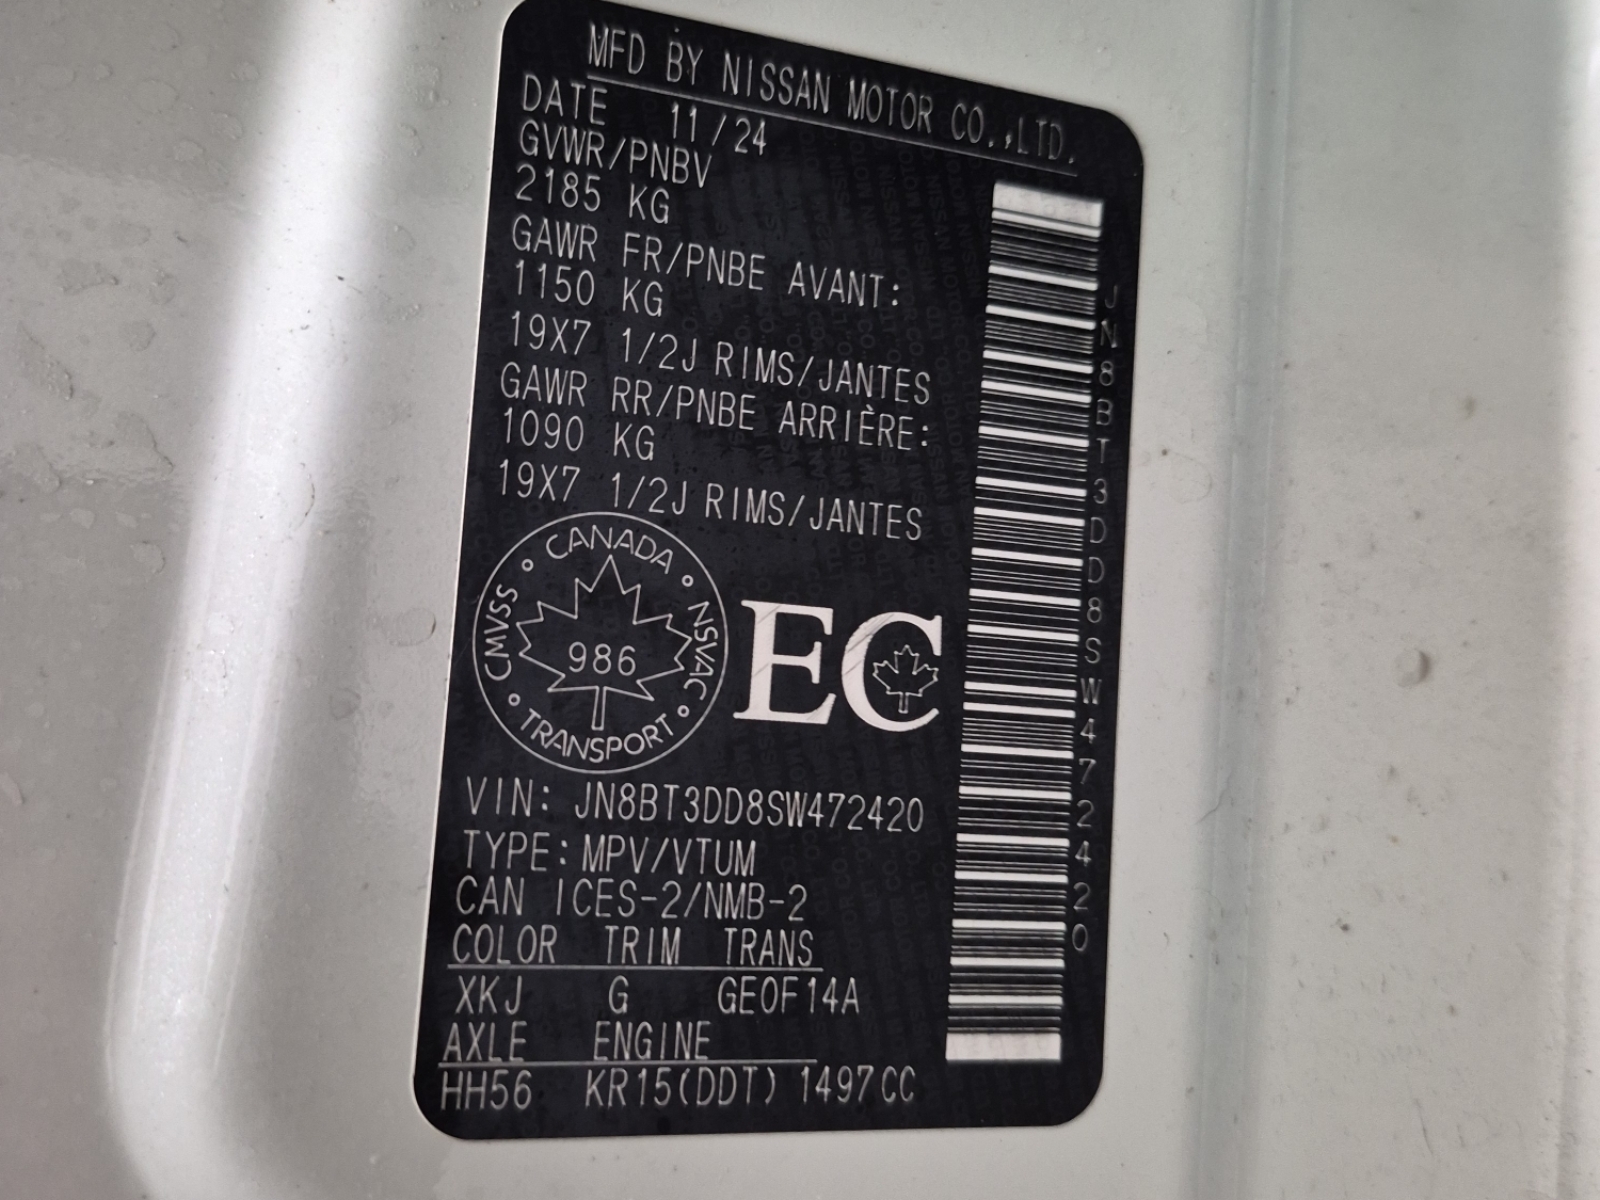 MFD BY NISSAN MOTOR CO.,LTD.
DATE 11/24
GVWR/PNBV
2185 KG
GAWR FR/PNBE AVANT:
1150 KG
19X7 1/2J RIMS/JANTES
GAWR RR/PNBE ARRIÈRE:
1090 KG
19X7 1/2J RIMS/JANTES
CANADA
CMVSS
NSVAC
986
TRANSPORT
EC
VIN: JN8BT3DD8SW472420
TYPE: MPV/VTUM
CAN ICES-2/NMB-2
COLOR TRIM TRANS
XKJ G GE0F14A
AXLE ENGINE
HH56 KR15(DDT) 1497CC
JN8BT3DD8SW472420